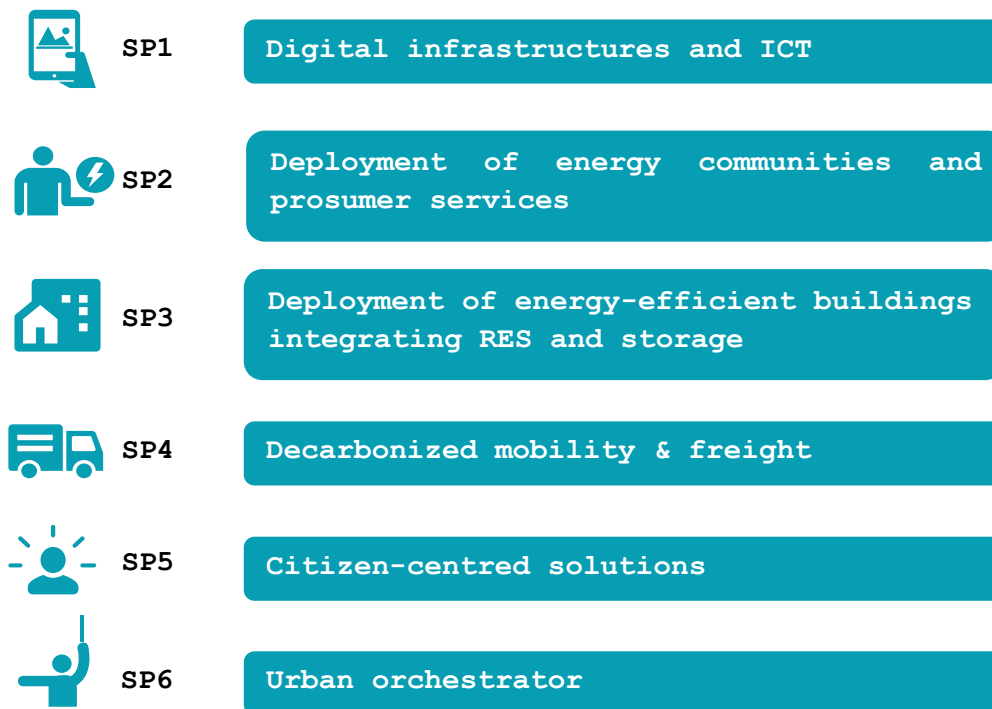 SP1 Digital infrastructures and ICT
SP2 Deployment of energy communities and
prosumer services
SP3 Deployment of energy-efficient buildings
integrating RES and storage
SP4 Decarbonized mobility & freight
SP5 Citizen-centred solutions
SP6 Urban orchestrator